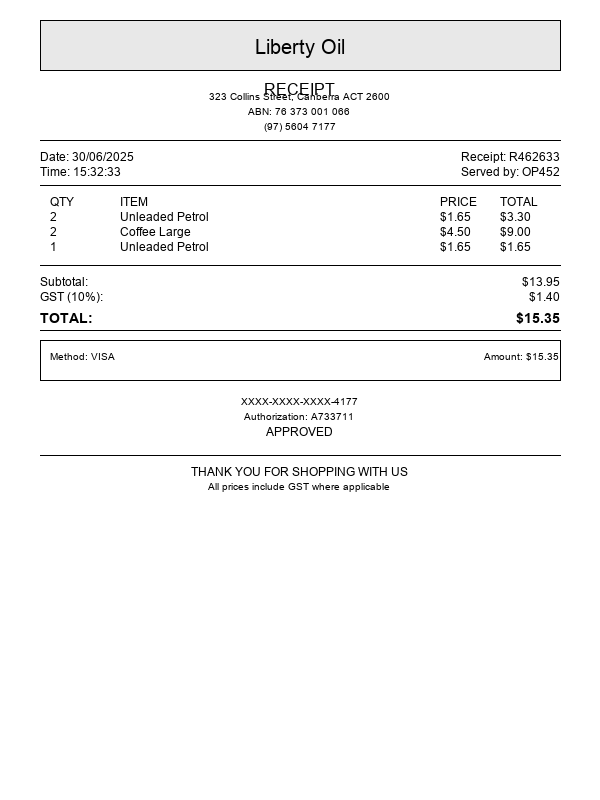 Liberty Oil
RECEIPT
323 Collins Street, Canberra ACT 2600
ABN: 76 373 001 066
(97) 5604 7177
Date: 30/06/2025 Receipt: R462633
Time: 15:32:33 Served by: OP452
QTY ITEM PRICE TOTAL
2 Unleaded Petrol $1.65 $3.30
2 Coffee Large $4.50 $9.00
1 Unleaded Petrol $1.65 $1.65
Subtotal: $13.95
GST (10%): $1.40
TOTAL: $15.35
Method: VISA Amount: $15.35
XXXX-XXXX-XXXX-4177
Authorization: A733711
APPROVED
THANK YOU FOR SHOPPING WITH US
All prices include GST where applicable